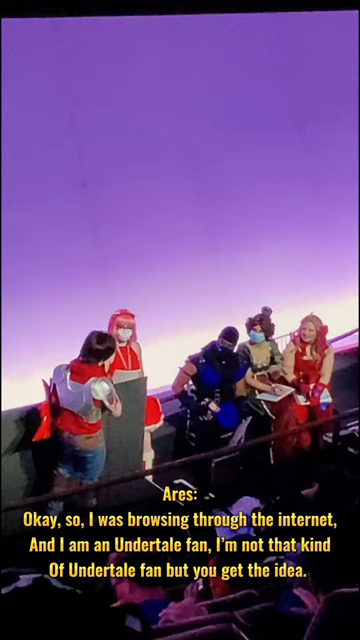 Ares:
Okay, so, I was browsing through the internet,
And I am an Undertale fan, I'm not that kind
Of Undertale fan but you get the idea.